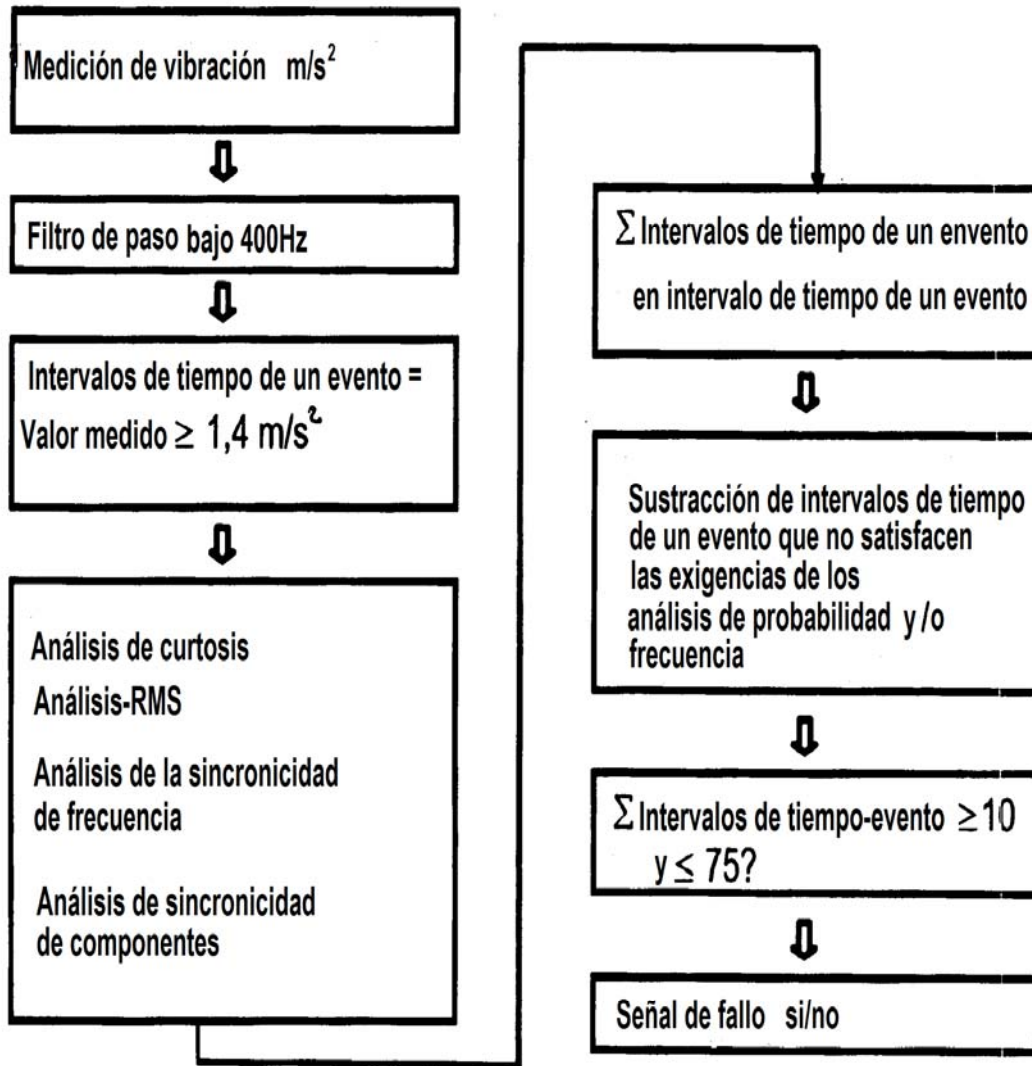 Medición de vibración m/s²
Filtro de paso bajo 400Hz
Intervalos de tiempo de un evento =
Valor medido ≥ 1,4 m/s²
Análisis de curtosis
Análisis-RMS
Análisis de la sincronicidad
de frecuencia
Análisis de sincronicidad
de componentes
Σ Intervalos de tiempo de un envento
en intervalo de tiempo de un evento
Sustracción de intervalos de tiempo
de un evento que no satisfacen
las exigencias de los
análisis de probabilidad y /o
frecuencia
Σ Intervalos de tiempo-evento ≥10
y ≤ 75?
Señal de fallo si/no